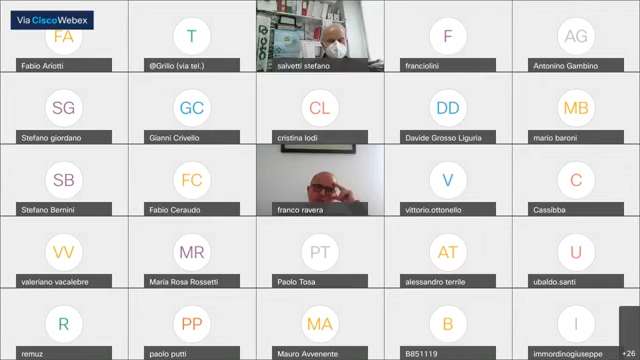 Via Cisco Webex
FA
T
F
AG
Fabio Arlotti
@Grillo (via tel.)
salvetti stefano
franciolini
Antonino Gambino
SG
GC
CL
DD
MB
Stefano giordano
Gianni Crivello
cristina lodi
Davide Grosso Liguria
mario baroni
SB
FC
V
C
Stefano Bernini
Fabio Ceraudo
franco ravera
vittorio.ottonello
Cassibba
VV
MR
PT
AT
U
valeriano vacalebre
Maria Rosa Rossetti
Paolo Tosa
alessandro terrile
ubaldo.santi
R
PP
MA
B
I
remuz
paolo putti
Mauro Avvenente
B851119
immordinogiuseppe
+26